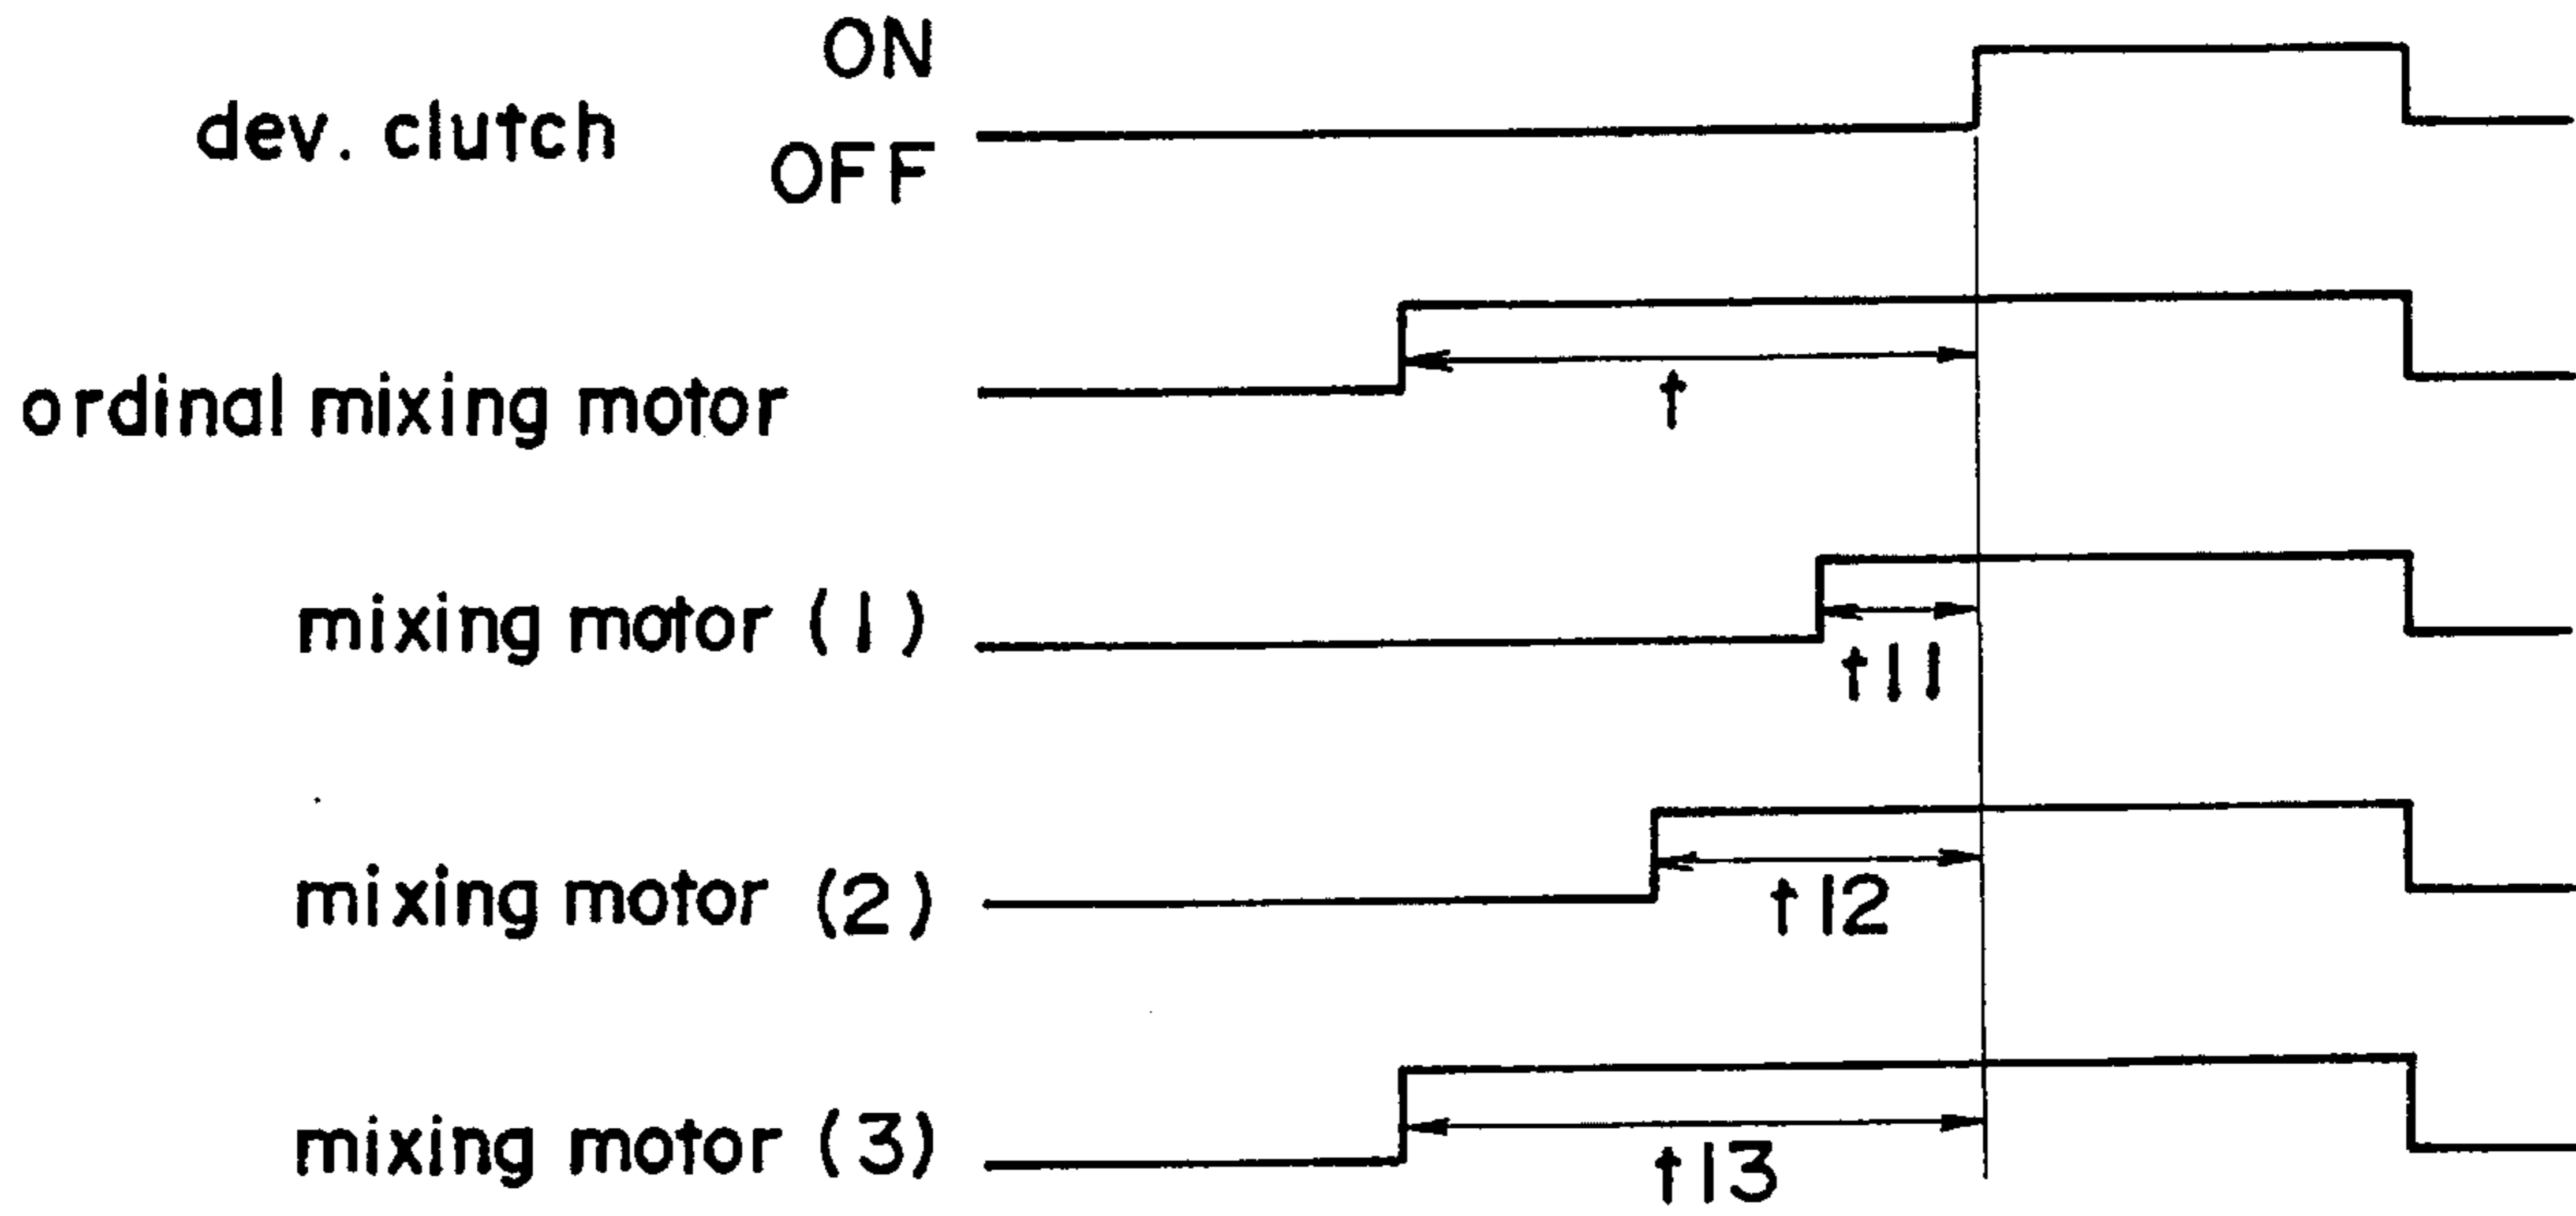 ON
dev. clutch
OFF
ordinal mixing motor
t
mixing motor (1)
t11
mixing motor (2)
t12
mixing motor (3)
t13